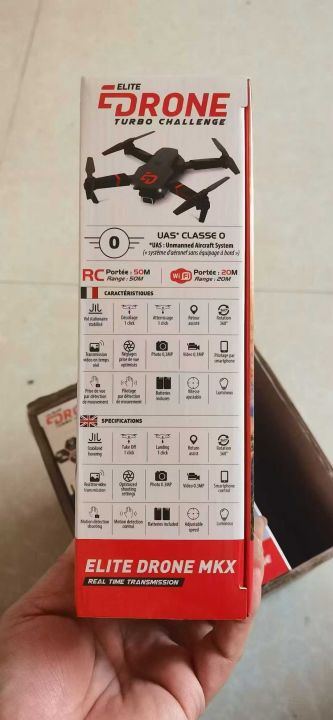 ELITE
DRONE
TURBO CHALLENGE
0
UAS* CLASSE 0
*UAS : Unmanned Aircraft System
(« système d'aéronef sans équipage à bord »)
RC Portée : 50M
Range : 50M
WiFi Portée : 20M
Range : 20M
CARACTÉRISTIQUES
Vol stationnaire
stabilisé
Décollage
1 click
Atterrissage
1 click
Retour
assisté
Rotation
360°
Transmission
vidéo en temps
réel
Réglages
prise de vue
optimisés
Photo 0,3MP
Vidéo 0,3MP
Pilotage par
smartphone
Prise de vue
par détection
de mouvement
Pilotage
par détection
de mouvement
Batteries
incluses
Vitesse
ajustable
Lumineux
SPECIFICATIONS
Stabilized
hovering
Take Off
1 click
Landing
1 click
Return
assist
Rotation
360°
Real time video
transmission
Optimized
shooting
settings
Photo 0.3MP
Video 0.3MP
Smartphone
control
Motion detection
shooting
Motion detection
control
Batteries included
Adjustable
speed
Luminous
ELITE DRONE MKX
REAL TIME TRANSMISSION
DRONE